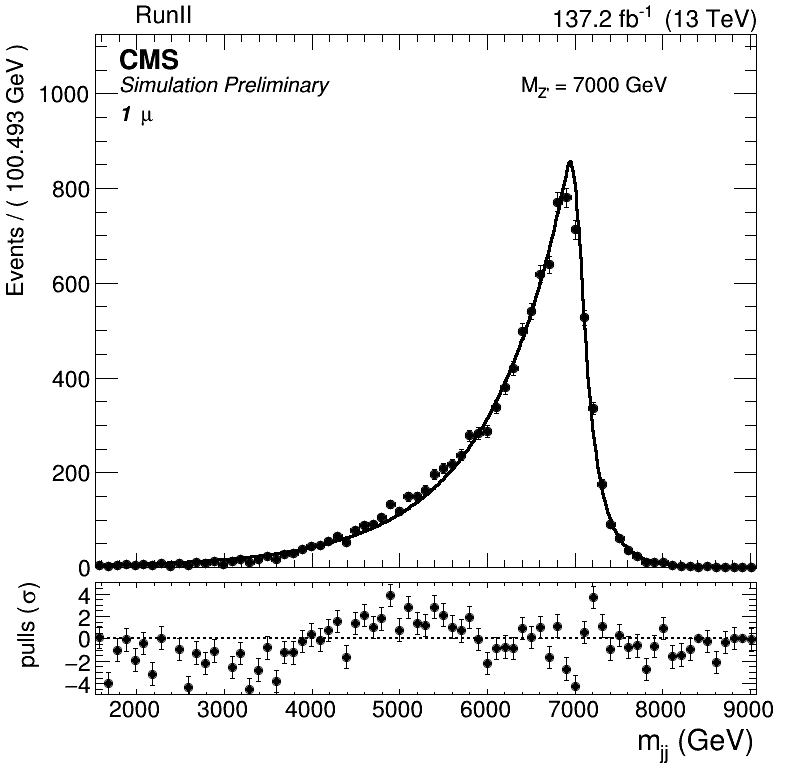 RunII
137.2 fb-1 (13 TeV)
CMS
Simulation Preliminary
MZ' = 7000 GeV
1 μ
Events / ( 100.493 GeV )
1000
800
600
400
200
0
pulls (σ)
4
2
0
−2
−4
2000 3000 4000 5000 6000 7000 8000 9000
mjj (GeV)